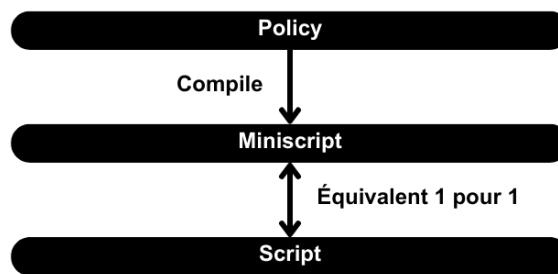 Policy
Compile
Miniscript
Équivalent 1 pour 1
Script